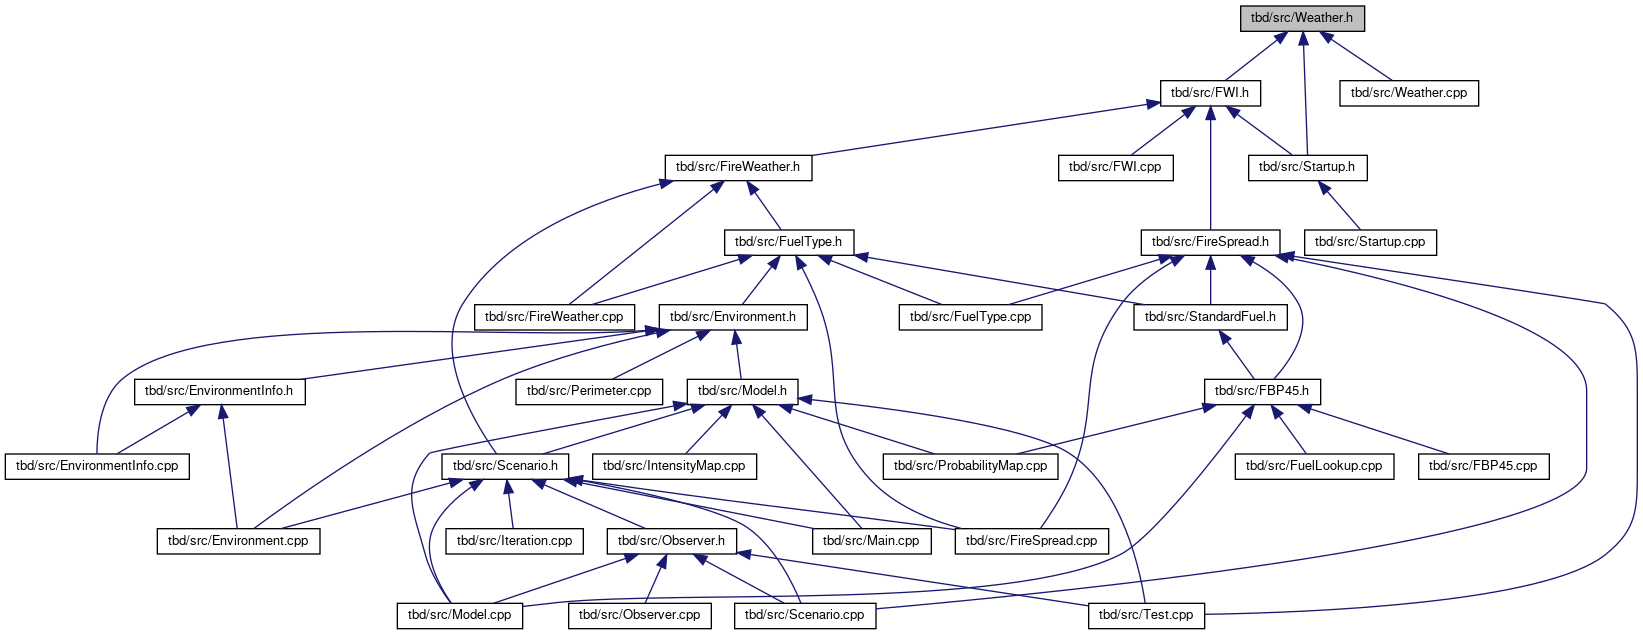 tbd/src/Weather.h
tbd/src/FWI.h
tbd/src/Weather.cpp
tbd/src/FireWeather.h
tbd/src/FWI.cpp
tbd/src/Startup.h
tbd/src/FuelType.h
tbd/src/FireSpread.h
tbd/src/Startup.cpp
tbd/src/FireWeather.cpp
tbd/src/Environment.h
tbd/src/FuelType.cpp
tbd/src/StandardFuel.h
tbd/src/EnvironmentInfo.h
tbd/src/Perimeter.cpp
tbd/src/Model.h
tbd/src/FBP45.h
tbd/src/EnvironmentInfo.cpp
tbd/src/Scenario.h
tbd/src/IntensityMap.cpp
tbd/src/ProbabilityMap.cpp
tbd/src/FuelLookup.cpp
tbd/src/FBP45.cpp
tbd/src/Environment.cpp
tbd/src/Iteration.cpp
tbd/src/Observer.h
tbd/src/Main.cpp
tbd/src/FireSpread.cpp
tbd/src/Model.cpp
tbd/src/Observer.cpp
tbd/src/Scenario.cpp
tbd/src/Test.cpp